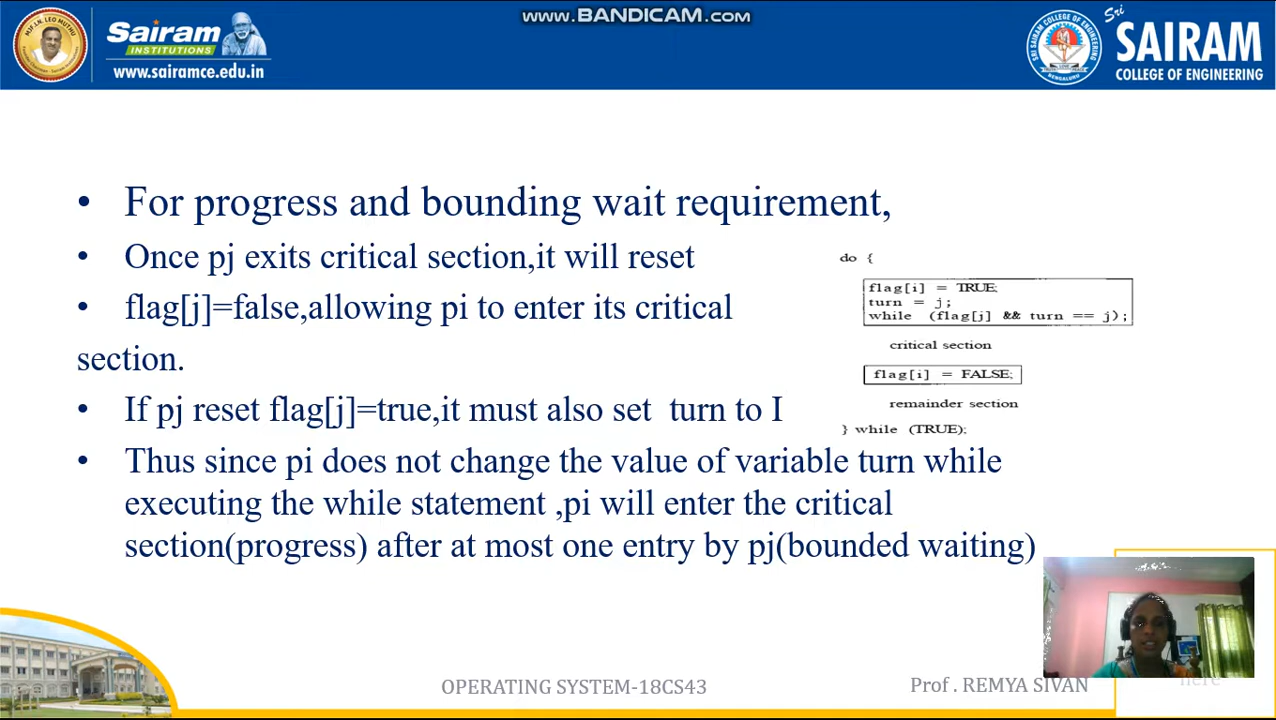 www.BANDICAM.com
Sairam
INSTITUTIONS
www.sairamce.edu.in
Sri
SAIRAM
COLLEGE OF ENGINEERING
• For progress and bounding wait requirement,
• Once pj exits critical section,it will reset
• flag[j]=false,allowing pi to enter its critical
section.
• If pj reset flag[j]=true,it must also set turn to I
• Thus since pi does not change the value of variable turn while
executing the while statement ,pi will enter the critical
section(progress) after at most one entry by pj(bounded waiting)
do {
flag[i] = TRUE;
turn = j;
while (flag[j] && turn == j);
critical section
flag[i] = FALSE;
remainder section
} while (TRUE);
OPERATING SYSTEM-18CS43
Prof . REMYA SIVAN
here